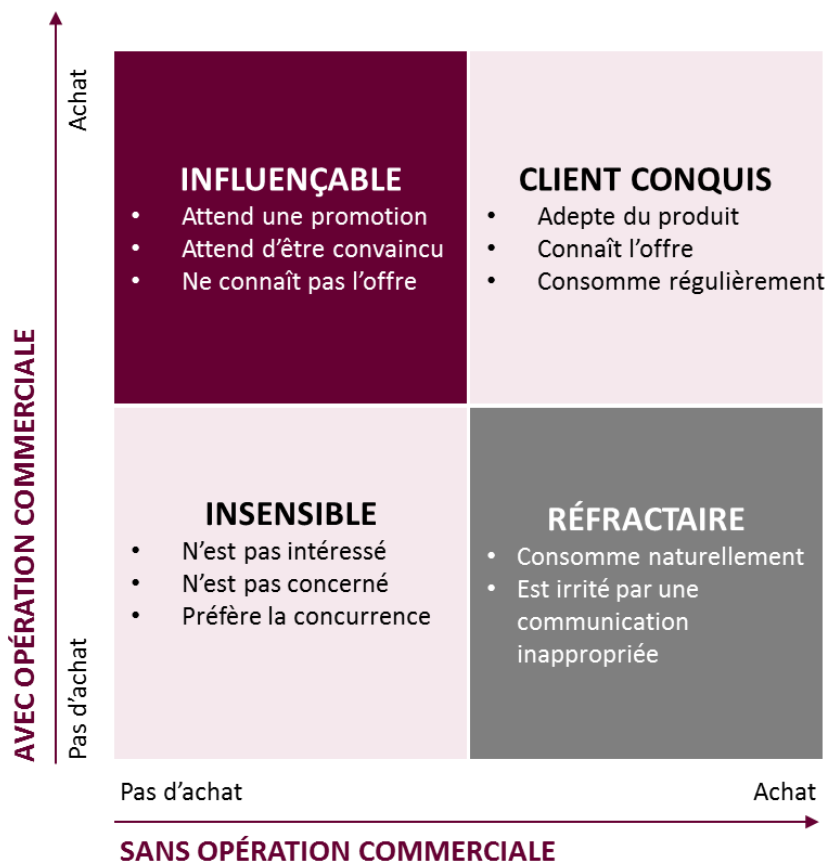 AVEC OPÉRATION COMMERCIALE
Achat
Pas d’achat
INFLUENÇABLE
• Attend une promotion
• Attend d’être convaincu
• Ne connaît pas l’offre
CLIENT CONQUIS
• Adepte du produit
• Connaît l’offre
• Consomme régulièrement
INSENSIBLE
• N’est pas intéressé
• N’est pas concerné
• Préfère la concurrence
RÉFRACTAIRE
• Consomme naturellement
• Est irrité par une
communication
inappropriée
Pas d’achat
Achat
SANS OPÉRATION COMMERCIALE